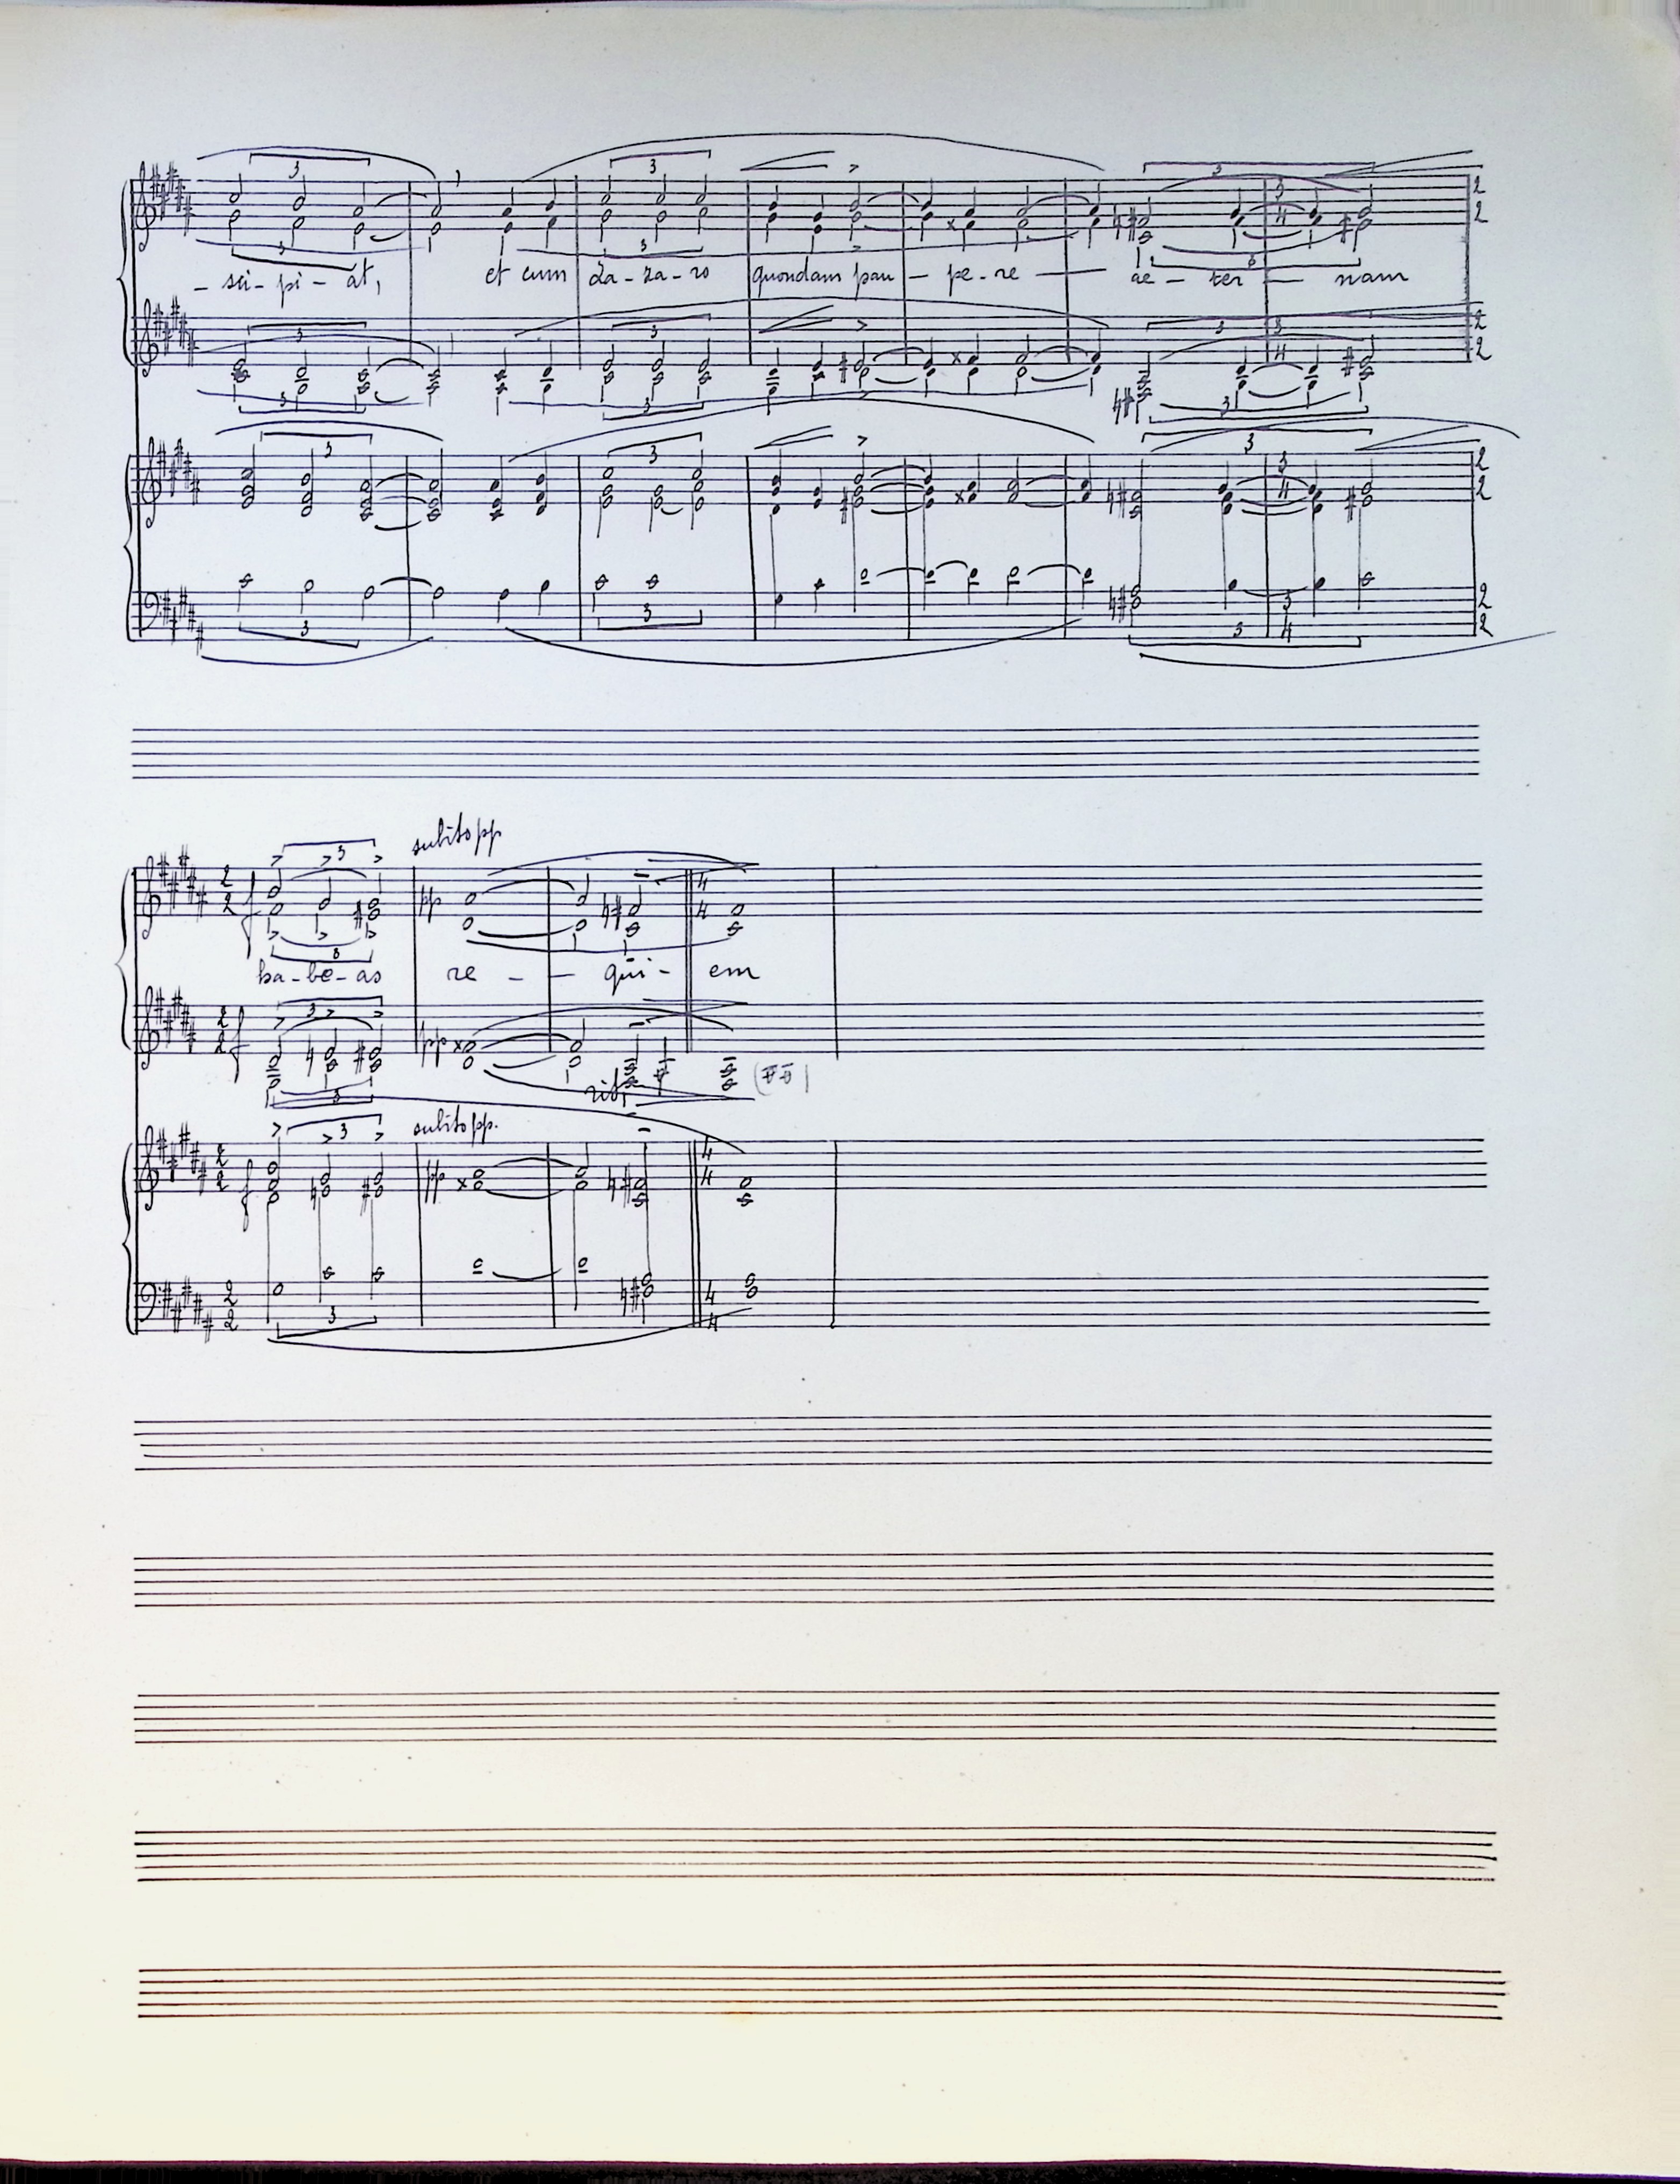 - sci - pi - at, et cum La - za - ro quondam pau - pe - re — ae - ter — nam
subito pp
ha - be - as re - - qui - em
rit.
subito pp.